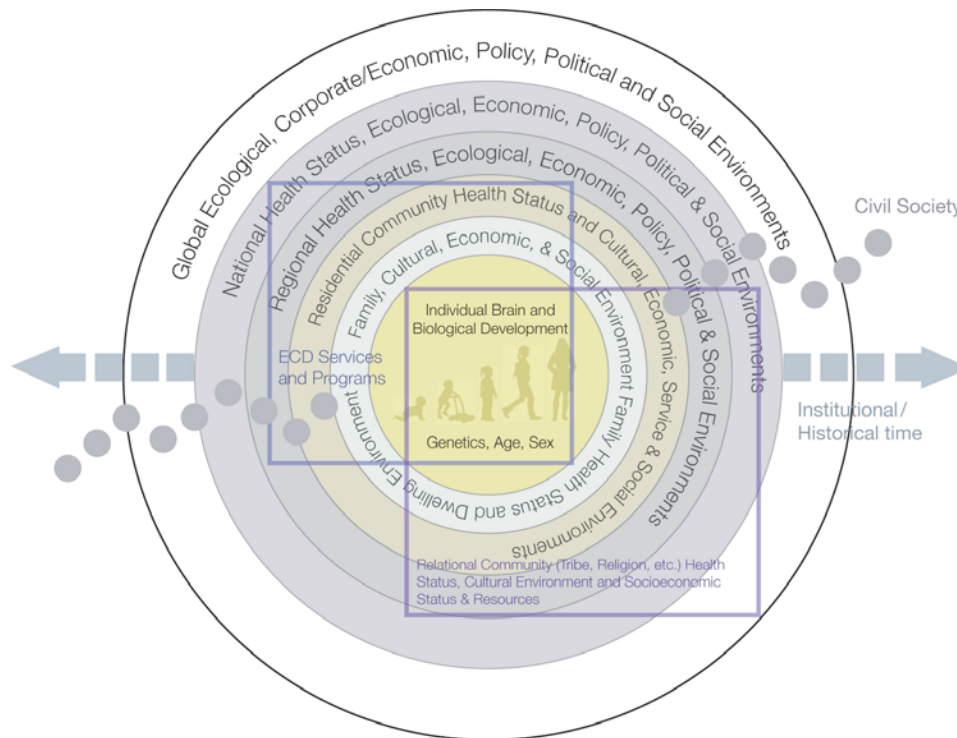 Global Ecological, Corporate/Economic, Policy, Political and Social Environments
National Health Status, Ecological, Economic, Policy, Political & Social Environments
Regional Health Status, Ecological, Economic, Policy, Political & Social Environments
Residential Community Health Status and Cultural, Economic, Service & Social Environments
Family, Cultural, Economic, & Social Environment Family Health Status and Dwelling Environment
Civil Society
Individual Brain and
Biological Development
ECD Services
and Programs
Genetics, Age, Sex
Institutional/
Historical time
Relational Community (Tribe, Religion, etc.) Health
Status, Cultural Environment and Socioeconomic
Status & Resources